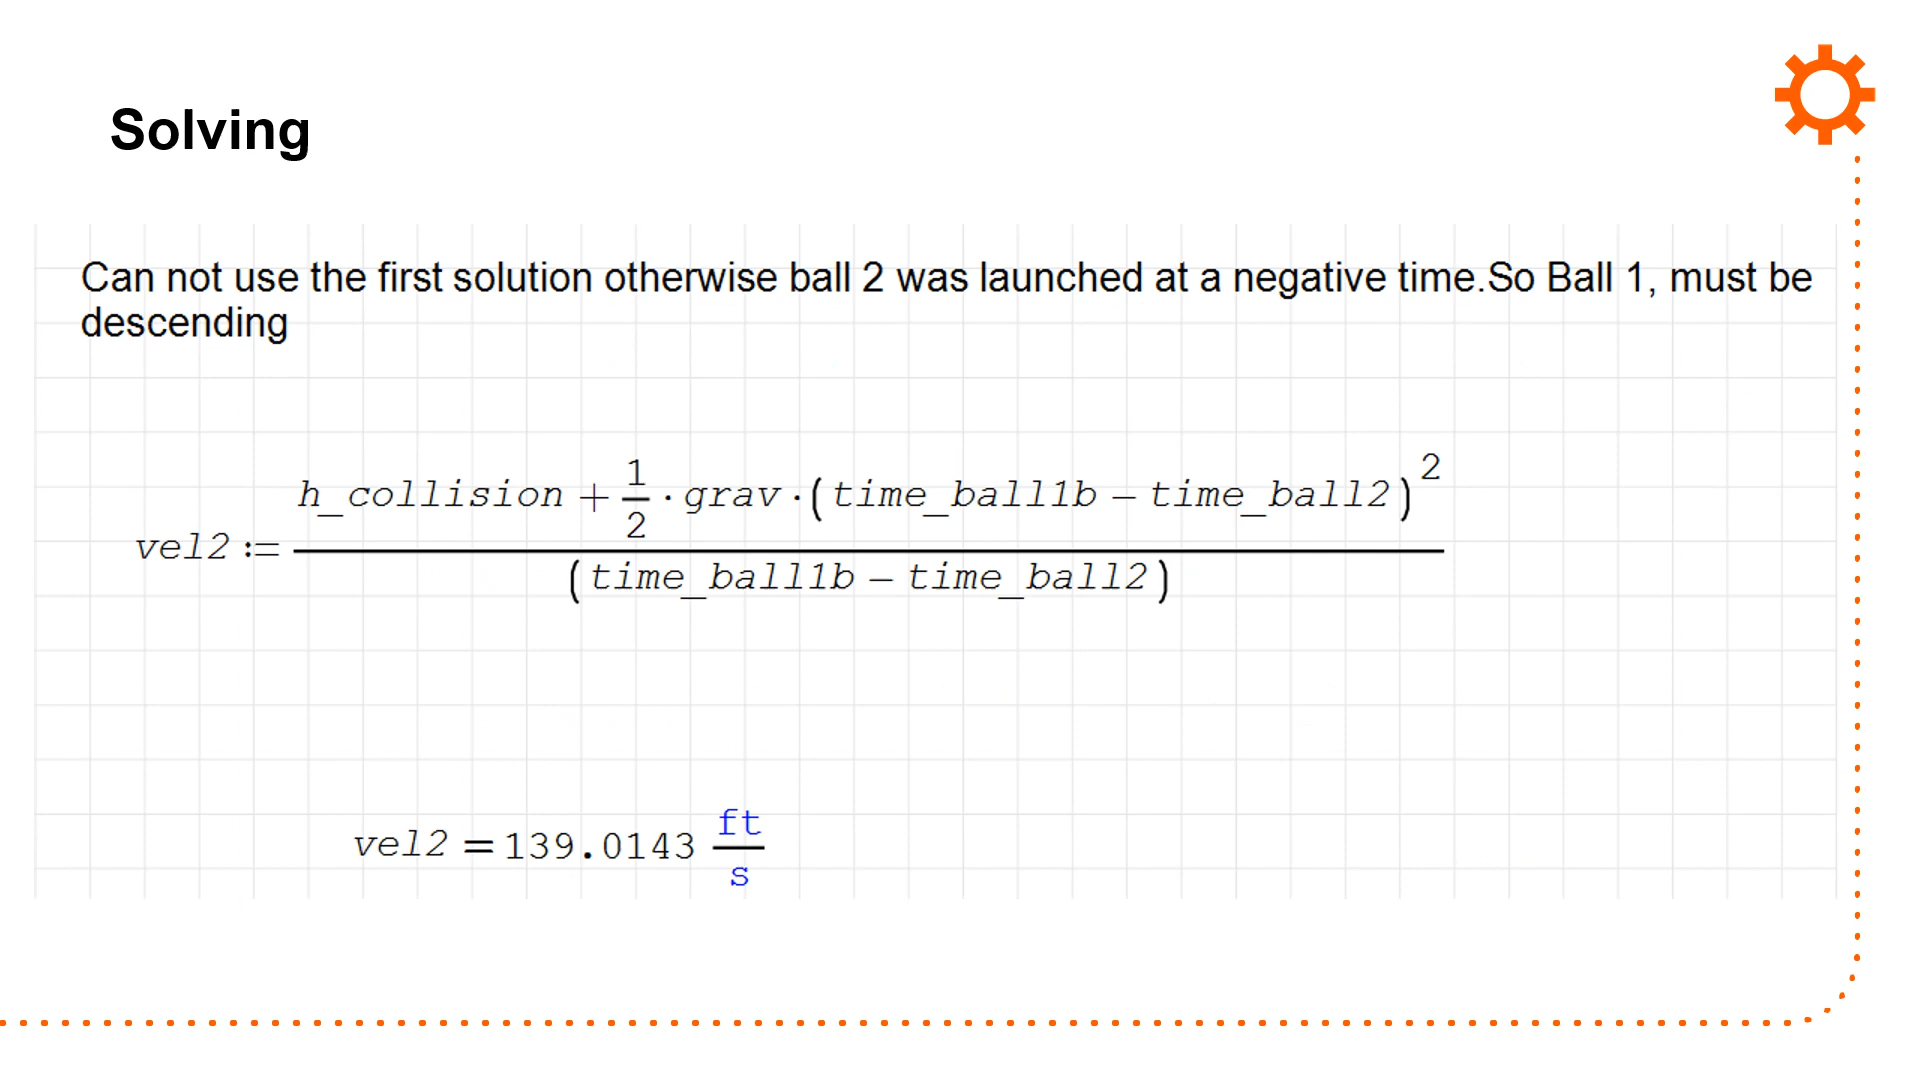 Solving
Can not use the first solution otherwise ball 2 was launched at a negative time.So Ball 1, must be
descending
vel2 := (h_collision + 1/2 · grav · (time_ball1b − time_ball2)^2) / (time_ball1b − time_ball2)
vel2 = 139.0143 ft/s